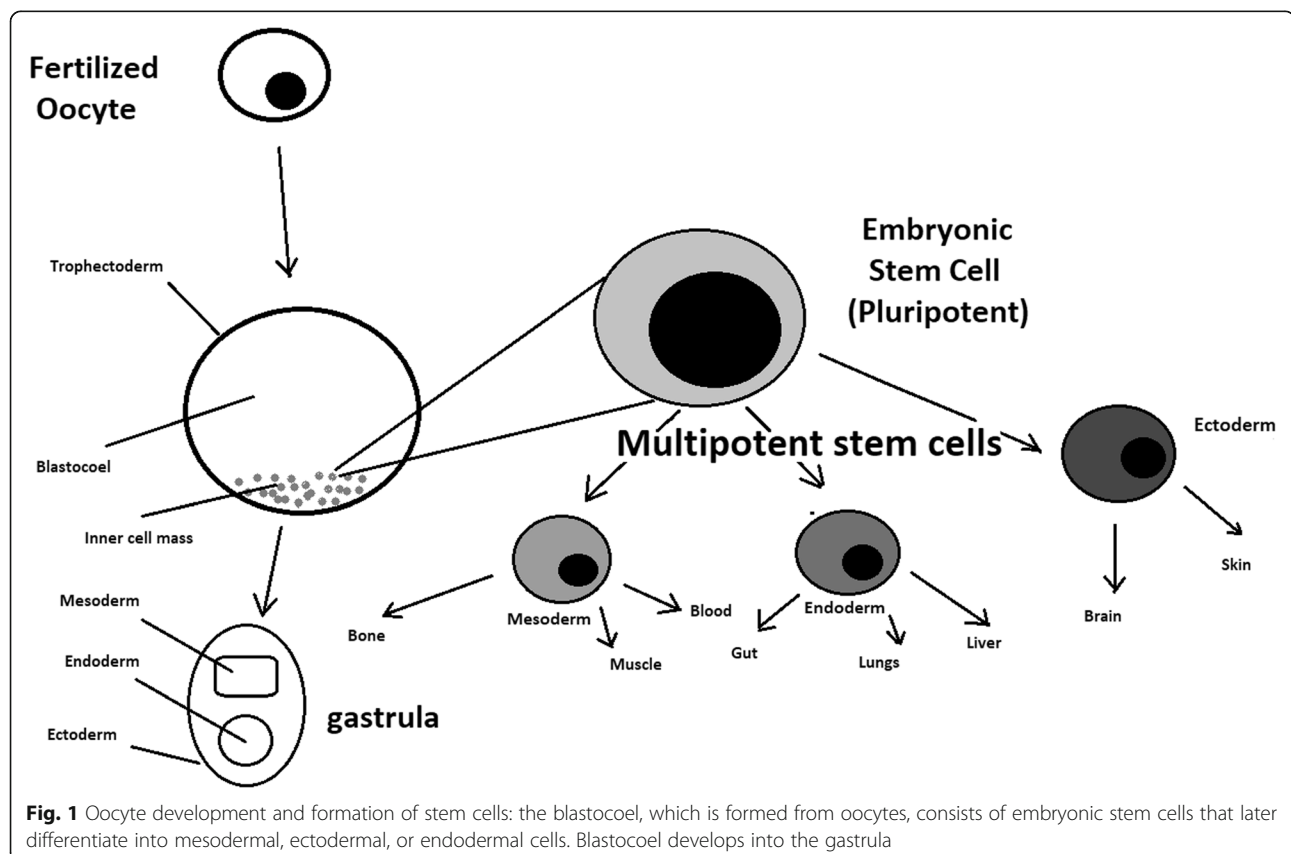 Fertilized
Oocyte
Trophectoderm
Embryonic
Stem Cell
(Pluripotent)
Multipotent stem cells
Ectoderm
Blastocoel
Inner cell mass
Skin
Mesoderm
Endoderm
Ectoderm
gastrula
Bone
Mesoderm
Muscle
Blood
Gut
Endoderm
Lungs
Liver
Brain
Fig. 1 Oocyte development and formation of stem cells: the blastocoel, which is formed from oocytes, consists of embryonic stem cells that later
differentiate into mesodermal, ectodermal, or endodermal cells. Blastocoel develops into the gastrula